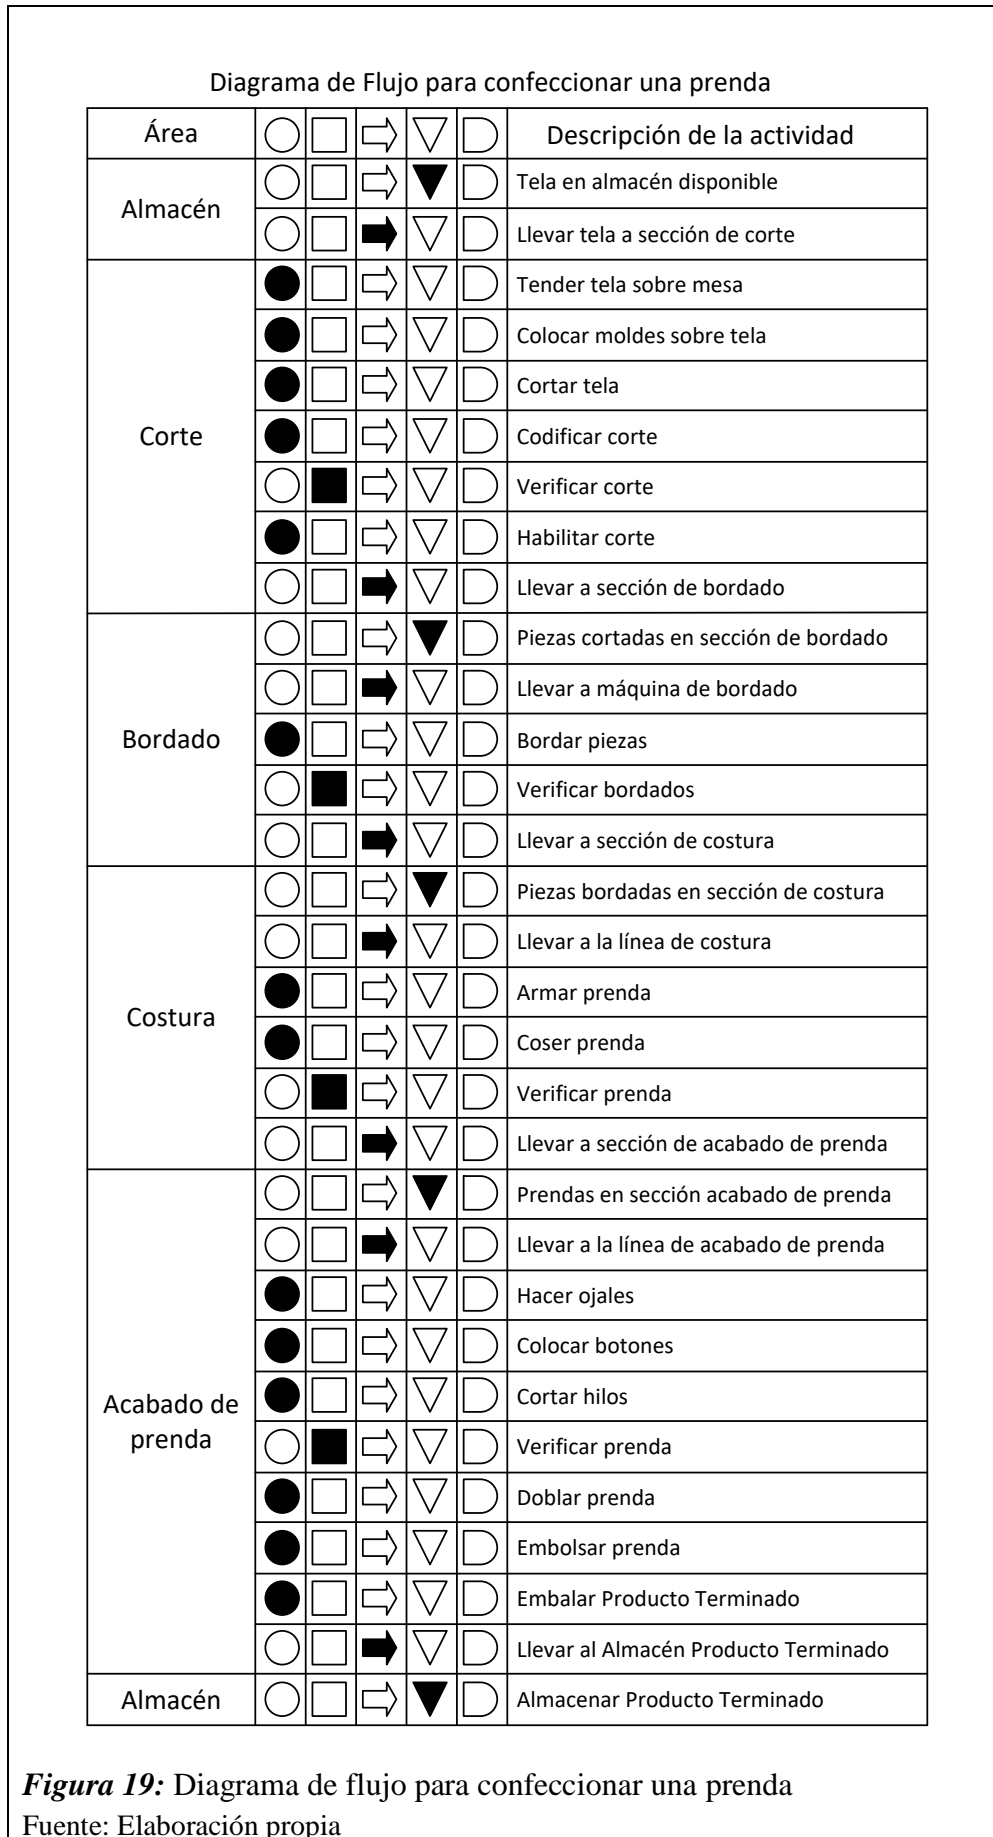 Diagrama de Flujo para confeccionar una prenda
Área
Descripción de la actividad
Almacén
Tela en almacén disponible
Llevar tela a sección de corte
Corte
Tender tela sobre mesa
Colocar moldes sobre tela
Cortar tela
Codificar corte
Verificar corte
Habilitar corte
Llevar a sección de bordado
Bordado
Piezas cortadas en sección de bordado
Llevar a máquina de bordado
Bordar piezas
Verificar bordados
Llevar a sección de costura
Costura
Piezas bordadas en sección de costura
Llevar a la línea de costura
Armar prenda
Coser prenda
Verificar prenda
Llevar a sección de acabado de prenda
Acabado de
prenda
Prendas en sección acabado de prenda
Llevar a la línea de acabado de prenda
Hacer ojales
Colocar botones
Cortar hilos
Verificar prenda
Doblar prenda
Embolsar prenda
Embalar Producto Terminado
Llevar al Almacén Producto Terminado
Almacén
Almacenar Producto Terminado
Figura 19: Diagrama de flujo para confeccionar una prenda
Fuente: Elaboración propia